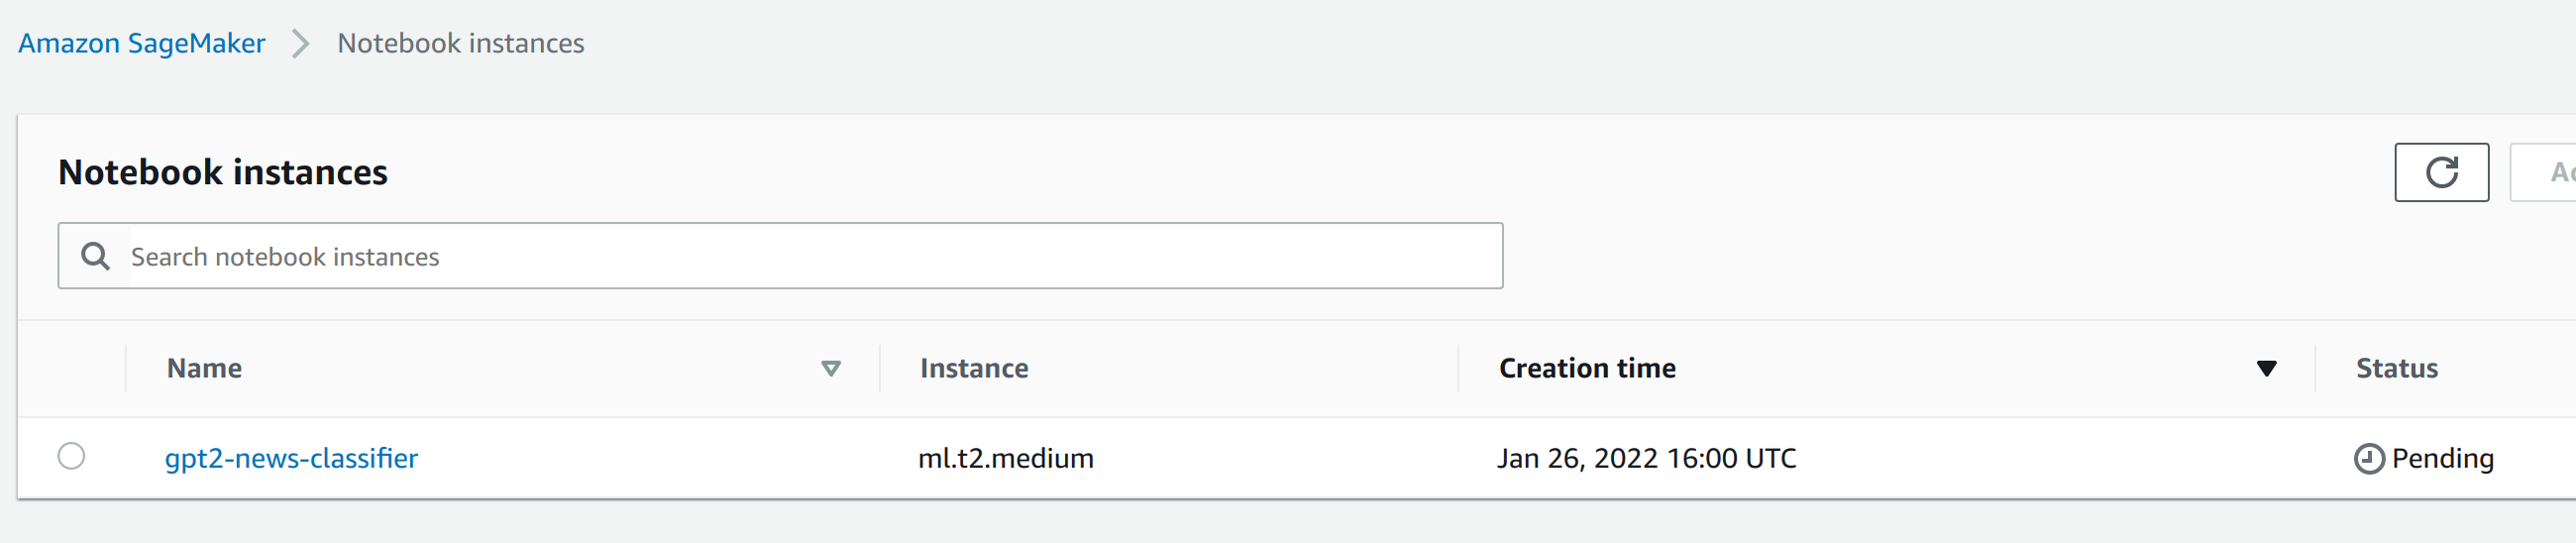 Amazon SageMaker > Notebook instances
Notebook instances
Search notebook instances
Name Instance Creation time Status
gpt2-news-classifier ml.t2.medium Jan 26, 2022 16:00 UTC Pending